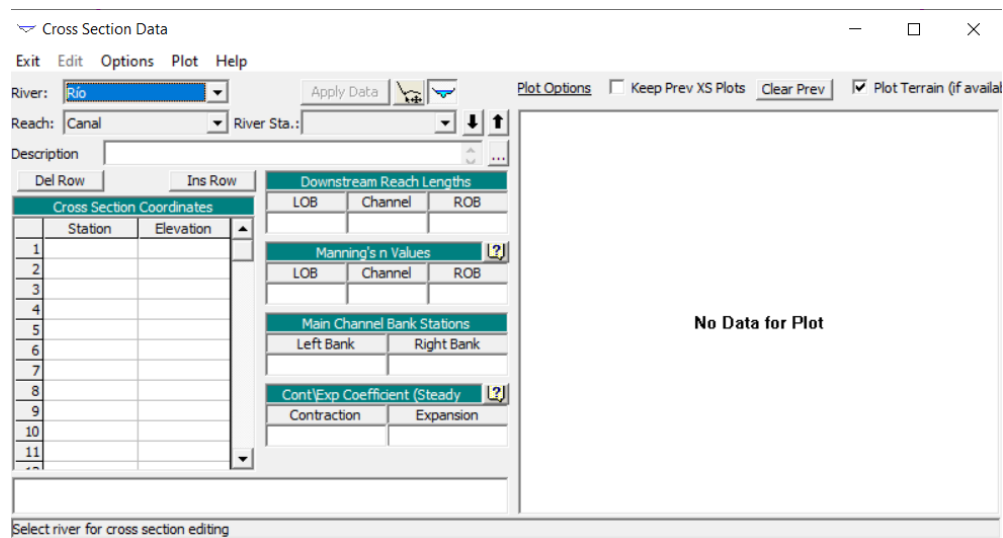 Cross Section Data
Exit Edit Options Plot Help
River: Río Apply Data Plot Options Keep Prev XS Plots Clear Prev Plot Terrain (if availab
Reach: Canal River Sta.:
Description ...
Del Row Ins Row Downstream Reach Lengths
Cross Section Coordinates LOB Channel ROB
Station Elevation
1 Manning's n Values
2 LOB Channel ROB
3
4
5 Main Channel Bank Stations No Data for Plot
6 Left Bank Right Bank
7
8 Cont\Exp Coefficient (Steady
9 Contraction Expansion
10
11
Select river for cross section editing